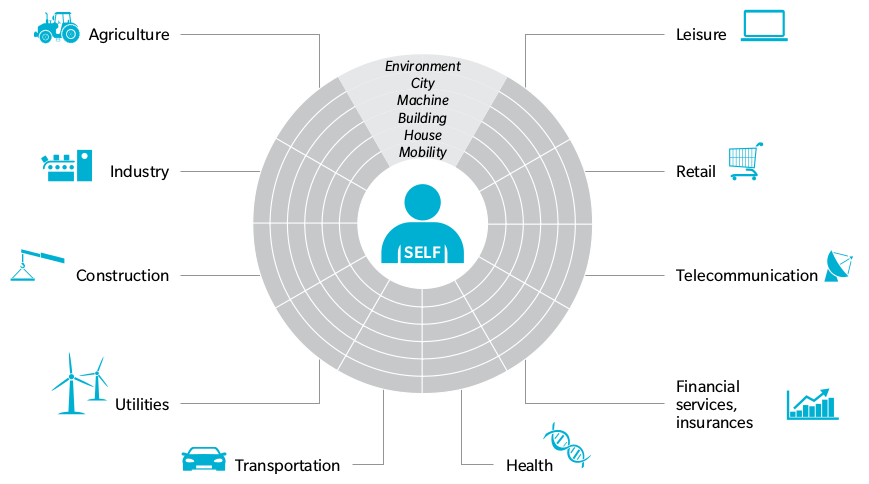 Agriculture
Leisure
Environment
City
Machine
Building
House
Mobility
Industry
Retail
SELF
Construction
Telecommunication
Utilities
Financial
services,
insurances
Transportation
Health